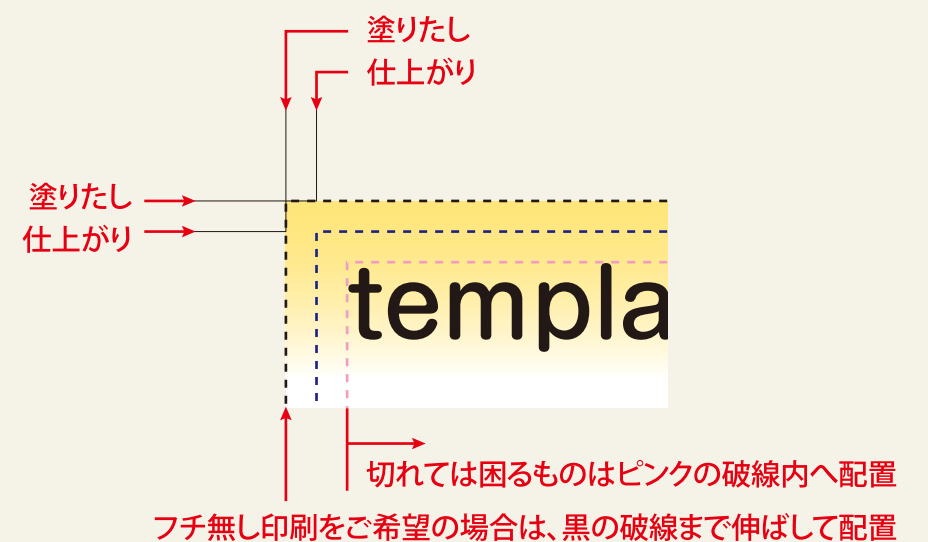 塗りたし
仕上がり
塗りたし
仕上がり
templa
切れては困るものはピンクの破線内へ配置
フチ無し印刷をご希望の場合は、黒の破線まで伸ばして配置